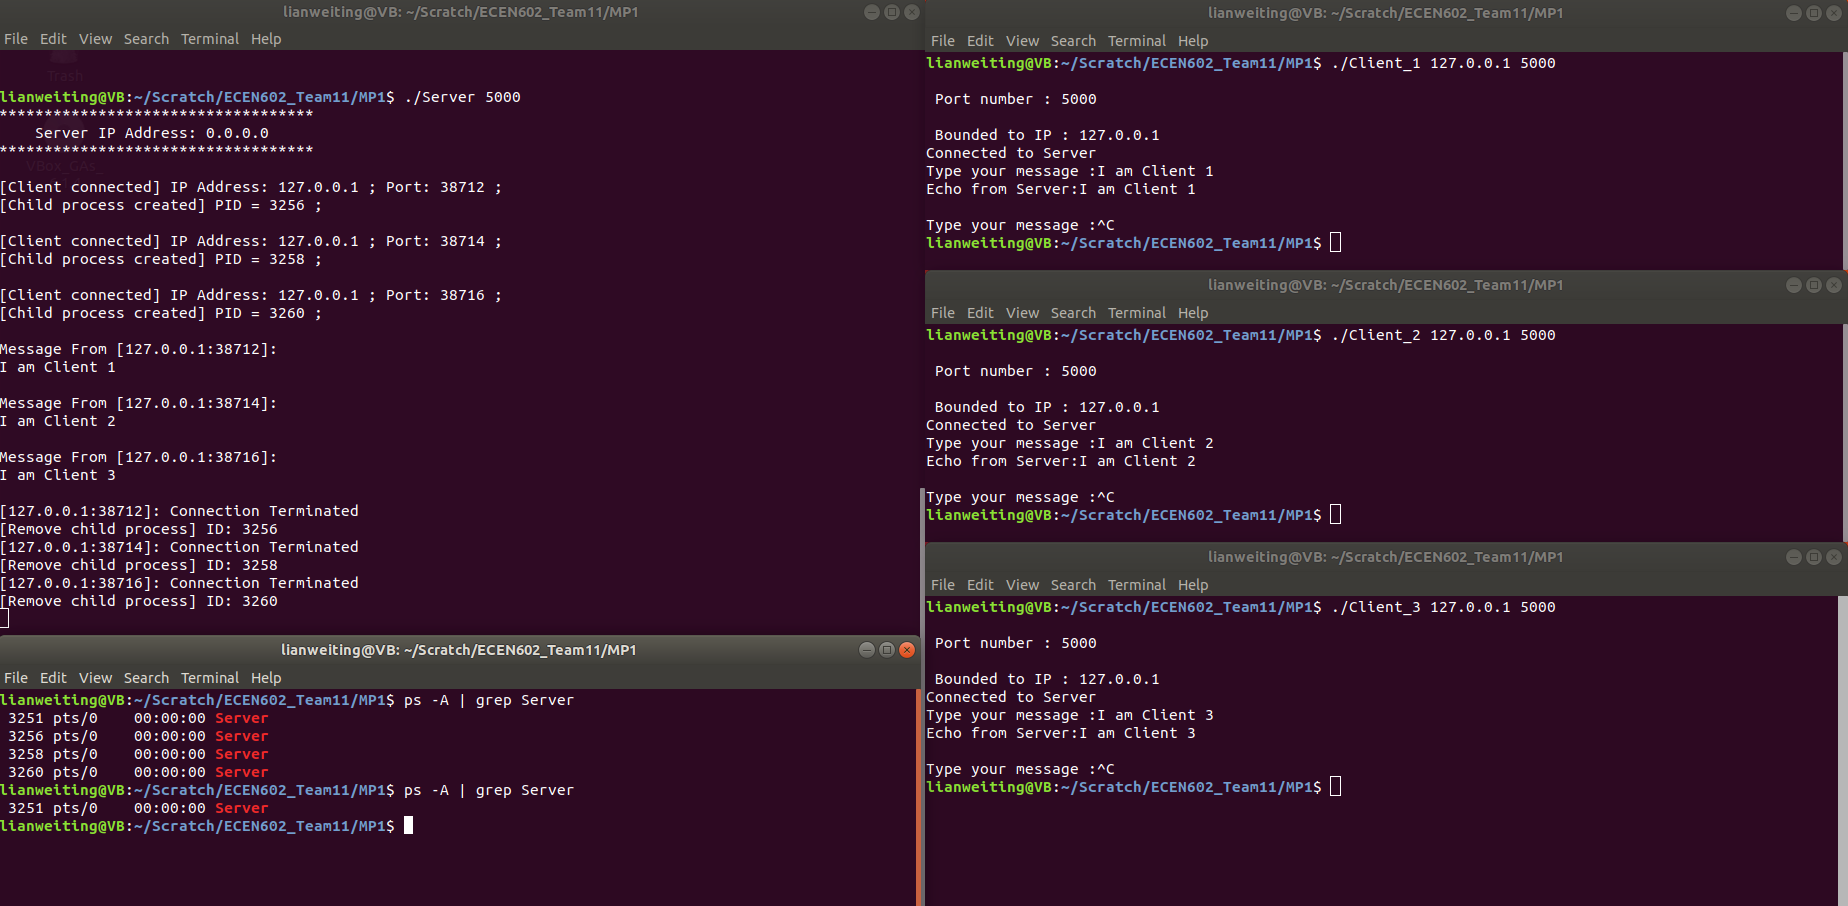 lianweiting@VB: ~/Scratch/ECEN602_Team11/MP1
File Edit View Search Terminal Help
Trash
lianweiting@VB:~/Scratch/ECEN602_Team11/MP1$ ./Server 5000
***********************************
Server IP Address: 0.0.0.0
***********************************
[Client connected] IP Address: 127.0.0.1 ; Port: 38712 ;
[Child process created] PID = 3256 ;
[Client connected] IP Address: 127.0.0.1 ; Port: 38714 ;
[Child process created] PID = 3258 ;
[Client connected] IP Address: 127.0.0.1 ; Port: 38716 ;
[Child process created] PID = 3260 ;
Message From [127.0.0.1:38712]:
I am Client 1
Message From [127.0.0.1:38714]:
I am Client 2
Message From [127.0.0.1:38716]:
I am Client 3
[127.0.0.1:38712]: Connection Terminated
[Remove child process] ID: 3256
[127.0.0.1:38714]: Connection Terminated
[Remove child process] ID: 3258
[127.0.0.1:38716]: Connection Terminated
[Remove child process] ID: 3260
lianweiting@VB: ~/Scratch/ECEN602_Team11/MP1
File Edit View Search Terminal Help
lianweiting@VB:~/Scratch/ECEN602_Team11/MP1$ ps -A | grep Server
3251 pts/0 00:00:00 Server
3256 pts/0 00:00:00 Server
3258 pts/0 00:00:00 Server
3260 pts/0 00:00:00 Server
lianweiting@VB:~/Scratch/ECEN602_Team11/MP1$ ps -A | grep Server
3251 pts/0 00:00:00 Server
lianweiting@VB:~/Scratch/ECEN602_Team11/MP1$
lianweiting@VB: ~/Scratch/ECEN602_Team11/MP1
File Edit View Search Terminal Help
lianweiting@VB:~/Scratch/ECEN602_Team11/MP1$ ./Client_1 127.0.0.1 5000
Port number : 5000
Bounded to IP : 127.0.0.1
Connected to Server
Type your message :I am Client 1
Echo from Server:I am Client 1
Type your message :^C
lianweiting@VB:~/Scratch/ECEN602_Team11/MP1$
lianweiting@VB: ~/Scratch/ECEN602_Team11/MP1
File Edit View Search Terminal Help
lianweiting@VB:~/Scratch/ECEN602_Team11/MP1$ ./Client_2 127.0.0.1 5000
Port number : 5000
Bounded to IP : 127.0.0.1
Connected to Server
Type your message :I am Client 2
Echo from Server:I am Client 2
Type your message :^C
lianweiting@VB:~/Scratch/ECEN602_Team11/MP1$
lianweiting@VB: ~/Scratch/ECEN602_Team11/MP1
File Edit View Search Terminal Help
lianweiting@VB:~/Scratch/ECEN602_Team11/MP1$ ./Client_3 127.0.0.1 5000
Port number : 5000
Bounded to IP : 127.0.0.1
Connected to Server
Type your message :I am Client 3
Echo from Server:I am Client 3
Type your message :^C
lianweiting@VB:~/Scratch/ECEN602_Team11/MP1$